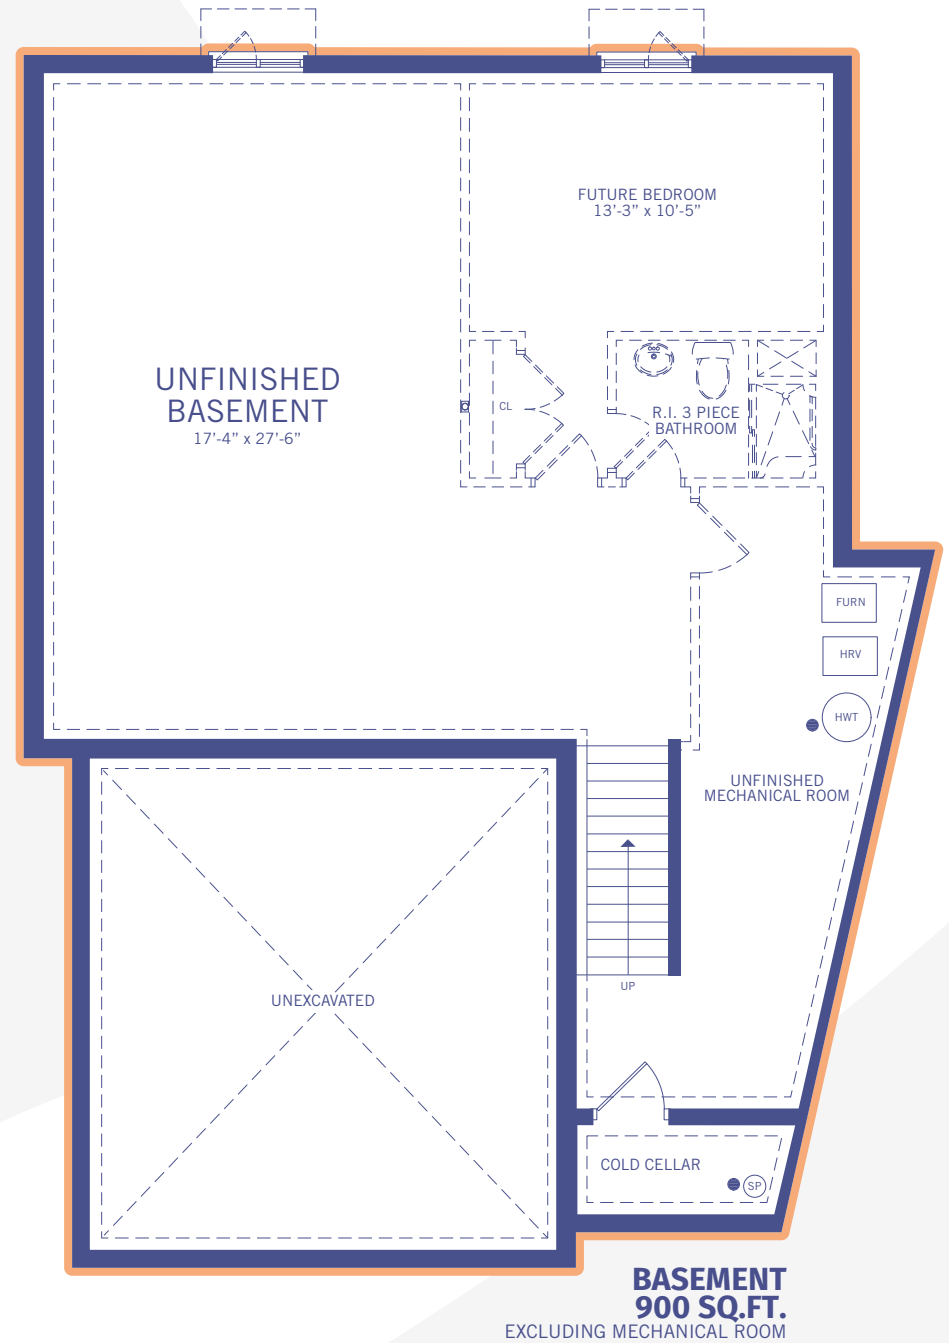 FUTURE BEDROOM
13’-3” x 10’-5”
UNFINISHED
BASEMENT
17’-4” x 27’-6”
CL
R.I. 3 PIECE
BATHROOM
FURN
HRV
HWT
UNFINISHED
MECHANICAL ROOM
UP
UNEXCAVATED
COLD CELLAR
SP
BASEMENT
900 SQ.FT.
EXCLUDING MECHANICAL ROOM